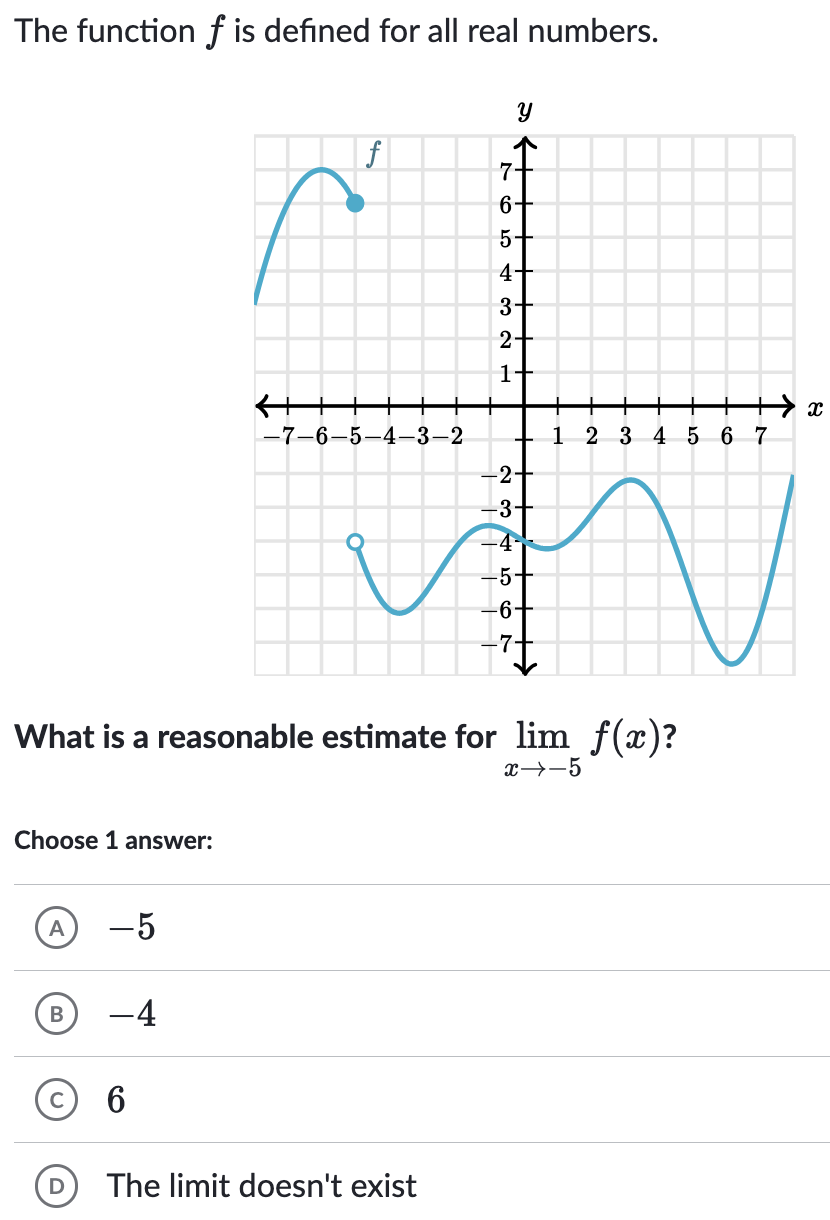 The function f is defined for all real numbers.
y
f
7
6
5
4
3
2
1
x
−7 −6 −5 −4 −3 −2 1 2 3 4 5 6 7
−2
−3
−4
−5
−6
−7
What is a reasonable estimate for lim f(x)?
x→−5
Choose 1 answer:
A −5
B −4
C 6
D The limit doesn't exist